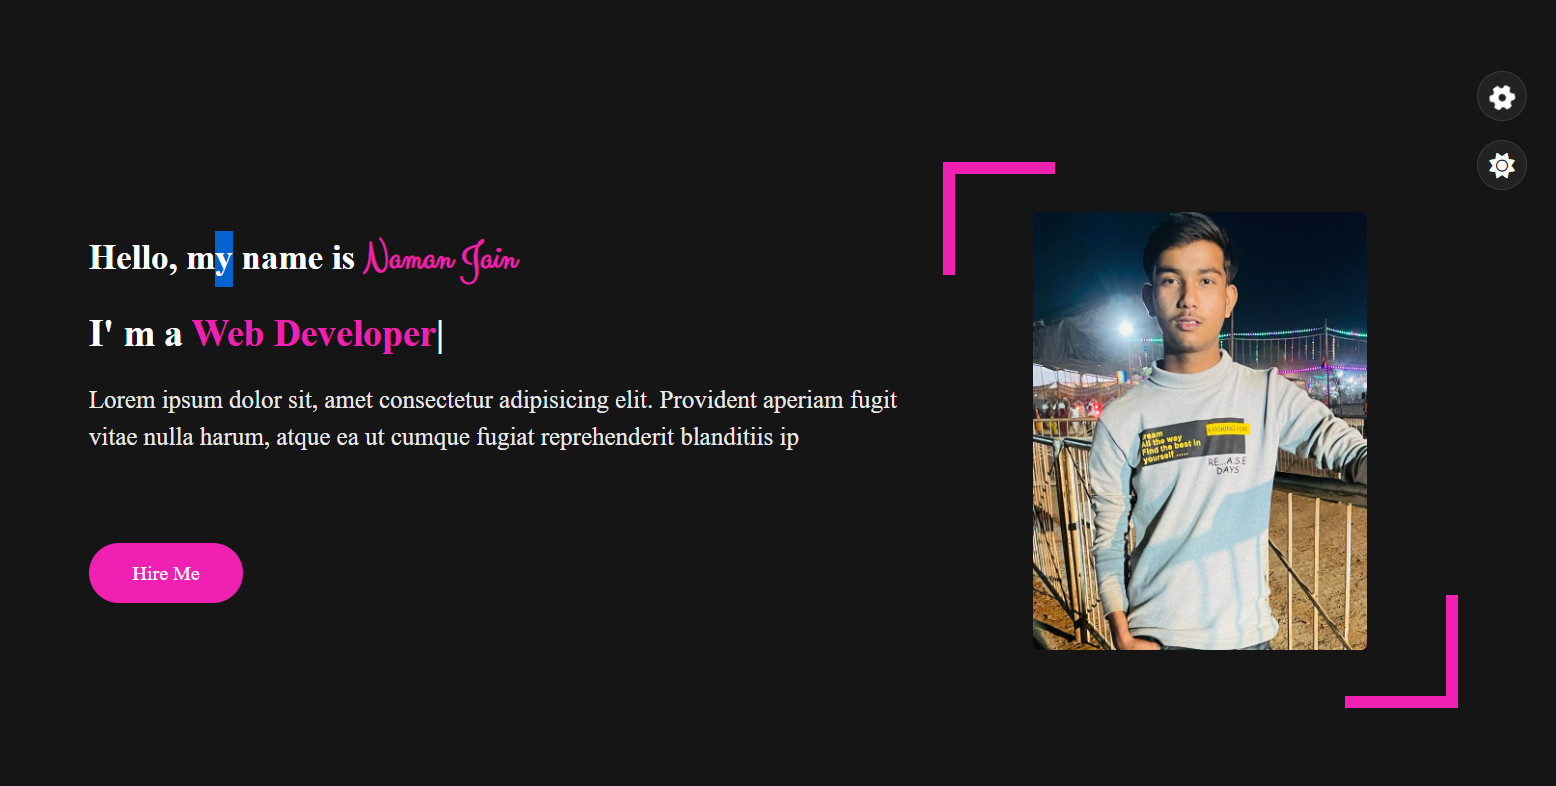 Hello, my name is Naman Jain
I' m a Web Developer|
Lorem ipsum dolor sit, amet consectetur adipisicing elit. Provident aperiam fugit
vitae nulla harum, atque ea ut cumque fugiat reprehenderit blanditiis ip
Hire Me
All the way
Find the best in
yourself .....
LOOKING FOR
RE...A.S.E
DAYS